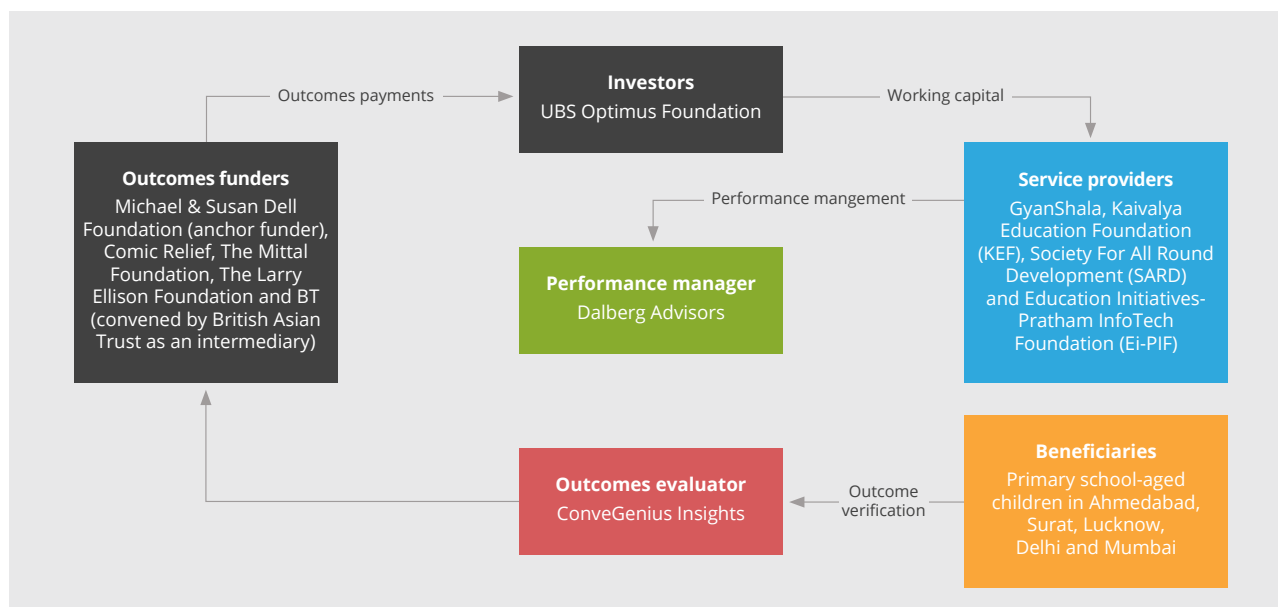 Investors
UBS Optimus Foundation
Outcomes payments
Working capital
Outcomes funders
Michael & Susan Dell
Foundation (anchor funder),
Comic Relief, The Mittal
Foundation, The Larry
Ellison Foundation and BT
(convened by British Asian
Trust as an intermediary)
Service providers
GyanShala, Kaivalya
Education Foundation
(KEF), Society For All Round
Development (SARD)
and Education Initiatives-
Pratham InfoTech
Foundation (Ei-PIF)
Performance mangement
Performance manager
Dalberg Advisors
Outcomes evaluator
ConveGenius Insights
Outcome
verification
Beneficiaries
Primary school-aged
children in Ahmedabad,
Surat, Lucknow,
Delhi and Mumbai